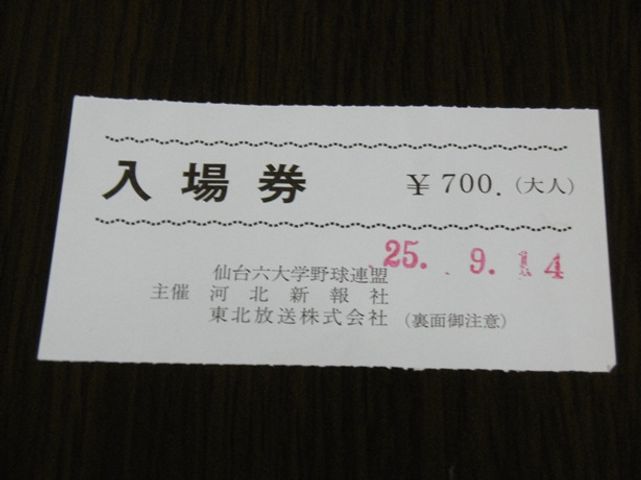 入場券 ¥700.（大人）
25. 9. 14
仙台六大学野球連盟
主催 河北新報社
東北放送株式会社（裏面御注意）